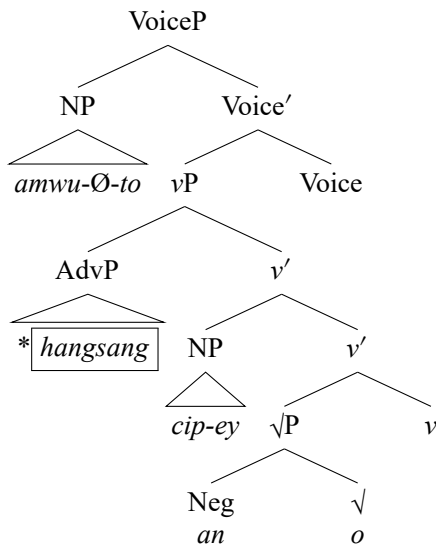 VoiceP
NP Voice′
amwu-Ø-to vP Voice
AdvP v′
*hangsang NP v′
cip-ey √P v
Neg √
an o